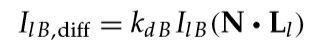 I_{lB,diff} = k_{dB} I_{lB} (N • L_l)